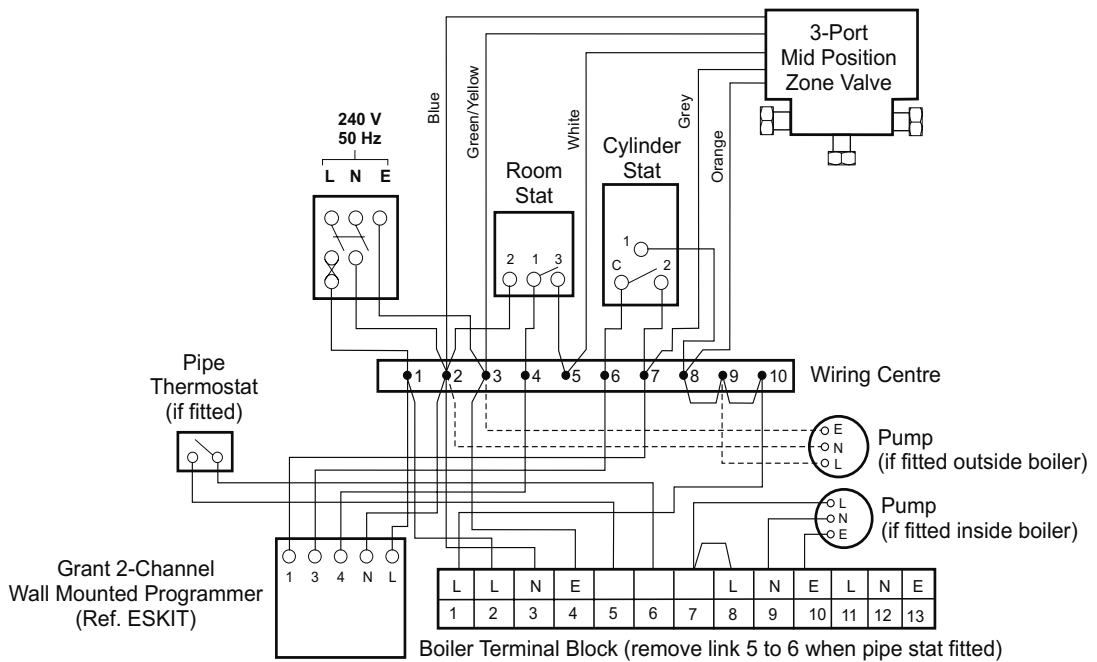 3-Port
Mid Position
Zone Valve
Blue
Green/Yellow
White
Grey
Orange
240 V
50 Hz
L N E
Room
Stat
2 1 3
Cylinder
Stat
1
C 2
1 2 3 4 5 6 7 8 9 10
Wiring Centre
Pipe
Thermostat
(if fitted)
E
N
L
Pump
(if fitted outside boiler)
L
N
E
Pump
(if fitted inside boiler)
Grant 2-Channel
Wall Mounted Programmer
(Ref. ESKIT)
1 3 4 N L
L L N E L N E L N E
1 2 3 4 5 6 7 8 9 10 11 12 13
Boiler Terminal Block (remove link 5 to 6 when pipe stat fitted)